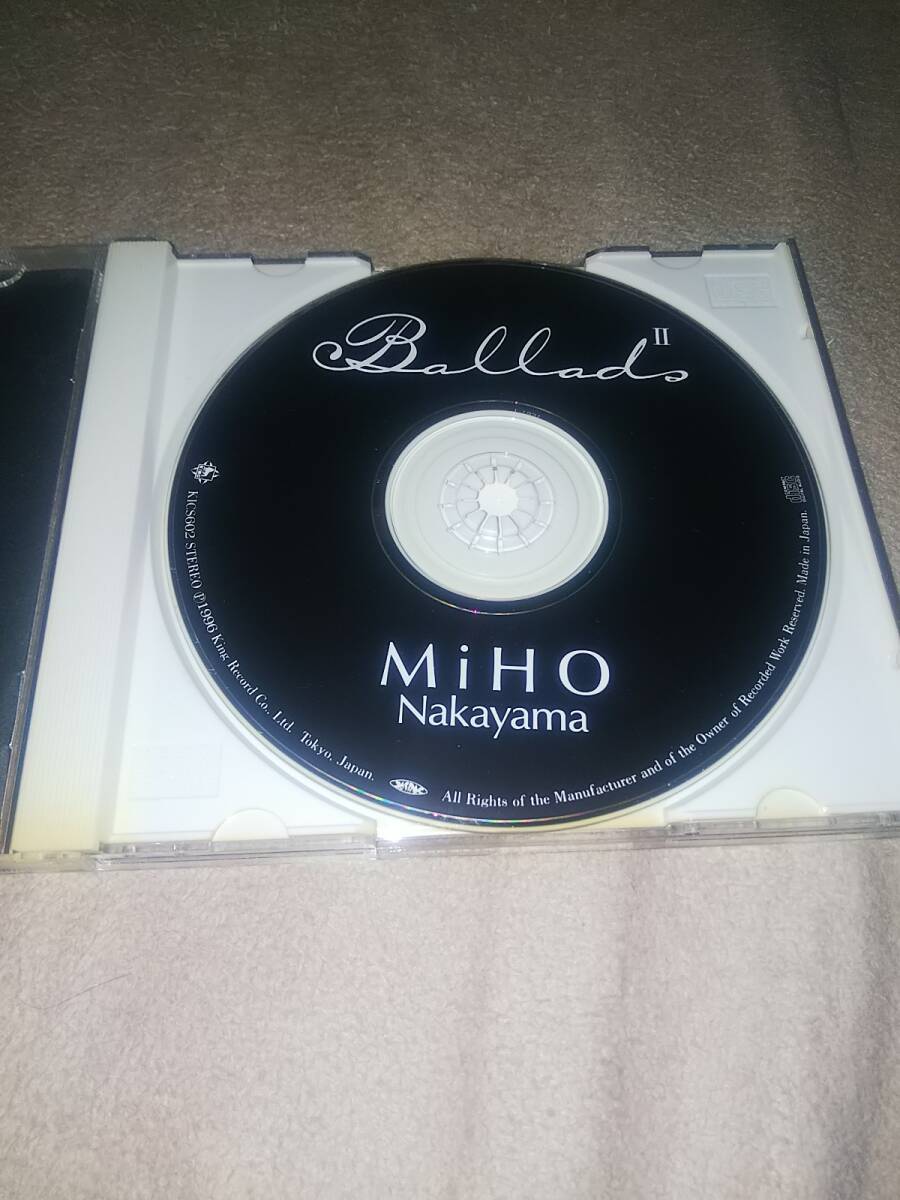 Ballads II
disc
MiHO
Nakayama
KICS602 STEREO ℗1996 King Record Co., Ltd. Tokyo, Japan.
All Rights of the Manufacturer and of the Owner of Recorded Work Reserved. Made in Japan.